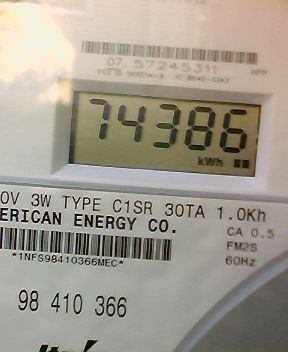 07 57245311
74386
kWh
0V 3W TYPE C1SR 30TA 1.0Kh
ERICAN ENERGY CO.
CA 0.5
FM2S
*1NFS98410366MEC*
60Hz
98 410 366